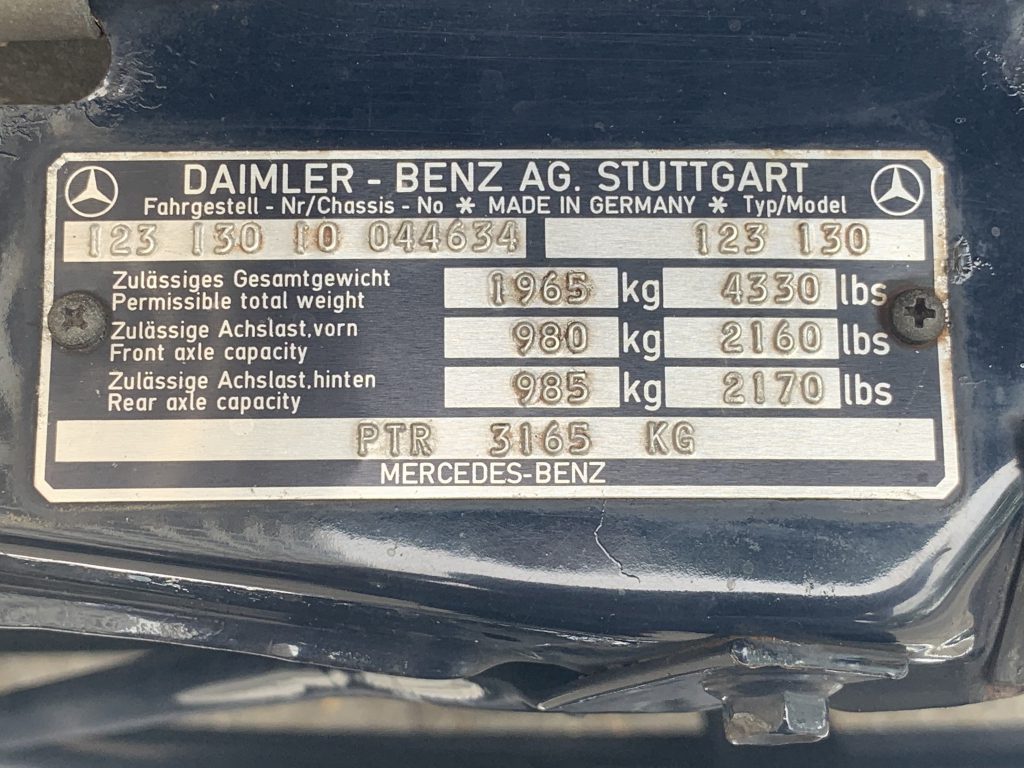 DAIMLER - BENZ AG. STUTTGART
Fahrgestell - Nr/Chassis - No * MADE IN GERMANY * Typ/Model
123 130 10 044634 123 130
Zulässiges Gesamtgewicht
Permissible total weight
1965 kg 4330 lbs
Zulässige Achslast, vorn
Front axle capacity
980 kg 2160 lbs
Zulässige Achslast, hinten
Rear axle capacity
985 kg 2170 lbs
PTR 3165 KG
MERCEDES-BENZ